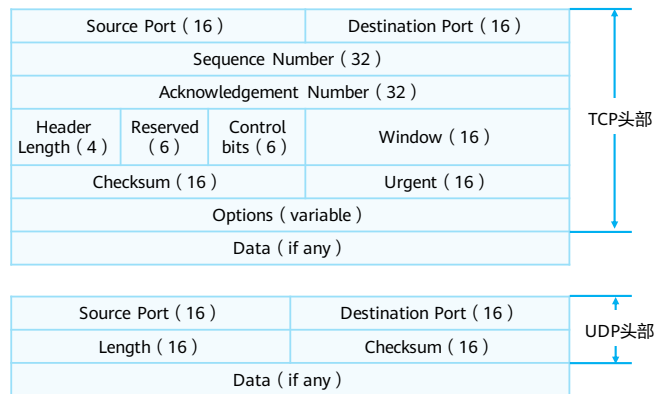 Source Port（16）
Destination Port（16）
Sequence Number（32）
Acknowledgement Number（32）
TCP头部
Header
Length（4）
Reserved
（6）
Control
bits（6）
Window（16）
Checksum（16）
Urgent（16）
Options（variable）
Data（if any）
Source Port（16）
Destination Port（16）
UDP头部
Length（16）
Checksum（16）
Data（if any）